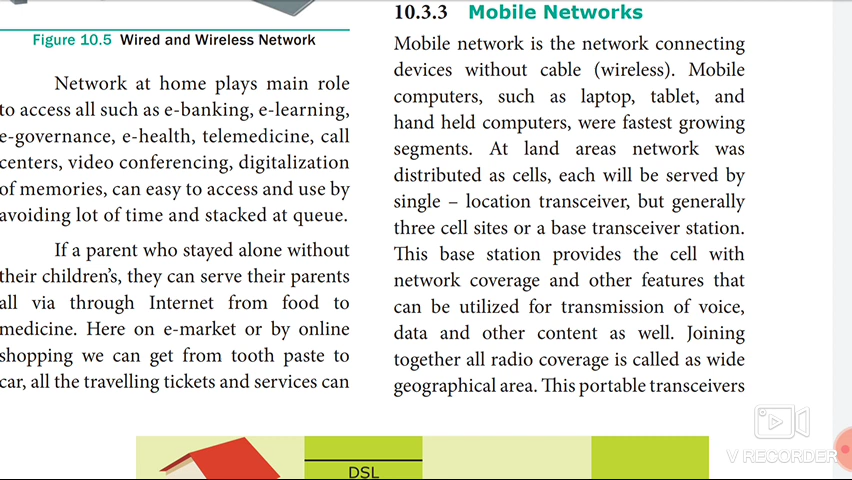 Figure 10.5 Wired and Wireless Network
Network at home plays main role
to access all such as e-banking, e-learning,
e-governance, e-health, telemedicine, call
centers, video conferencing, digitalization
of memories, can easy to access and use by
avoiding lot of time and stacked at queue.
If a parent who stayed alone without
their children's, they can serve their parents
all via through Internet from food to
medicine. Here on e-market or by online
shopping we can get from tooth paste to
car, all the travelling tickets and services can
10.3.3 Mobile Networks
Mobile network is the network connecting
devices without cable (wireless). Mobile
computers, such as laptop, tablet, and
hand held computers, were fastest growing
segments. At land areas network was
distributed as cells, each will be served by
single – location transceiver, but generally
three cell sites or a base transceiver station.
This base station provides the cell with
network coverage and other features that
can be utilized for transmission of voice,
data and other content as well. Joining
together all radio coverage is called as wide
geographical area. This portable transceivers
DSL
V RECORDER